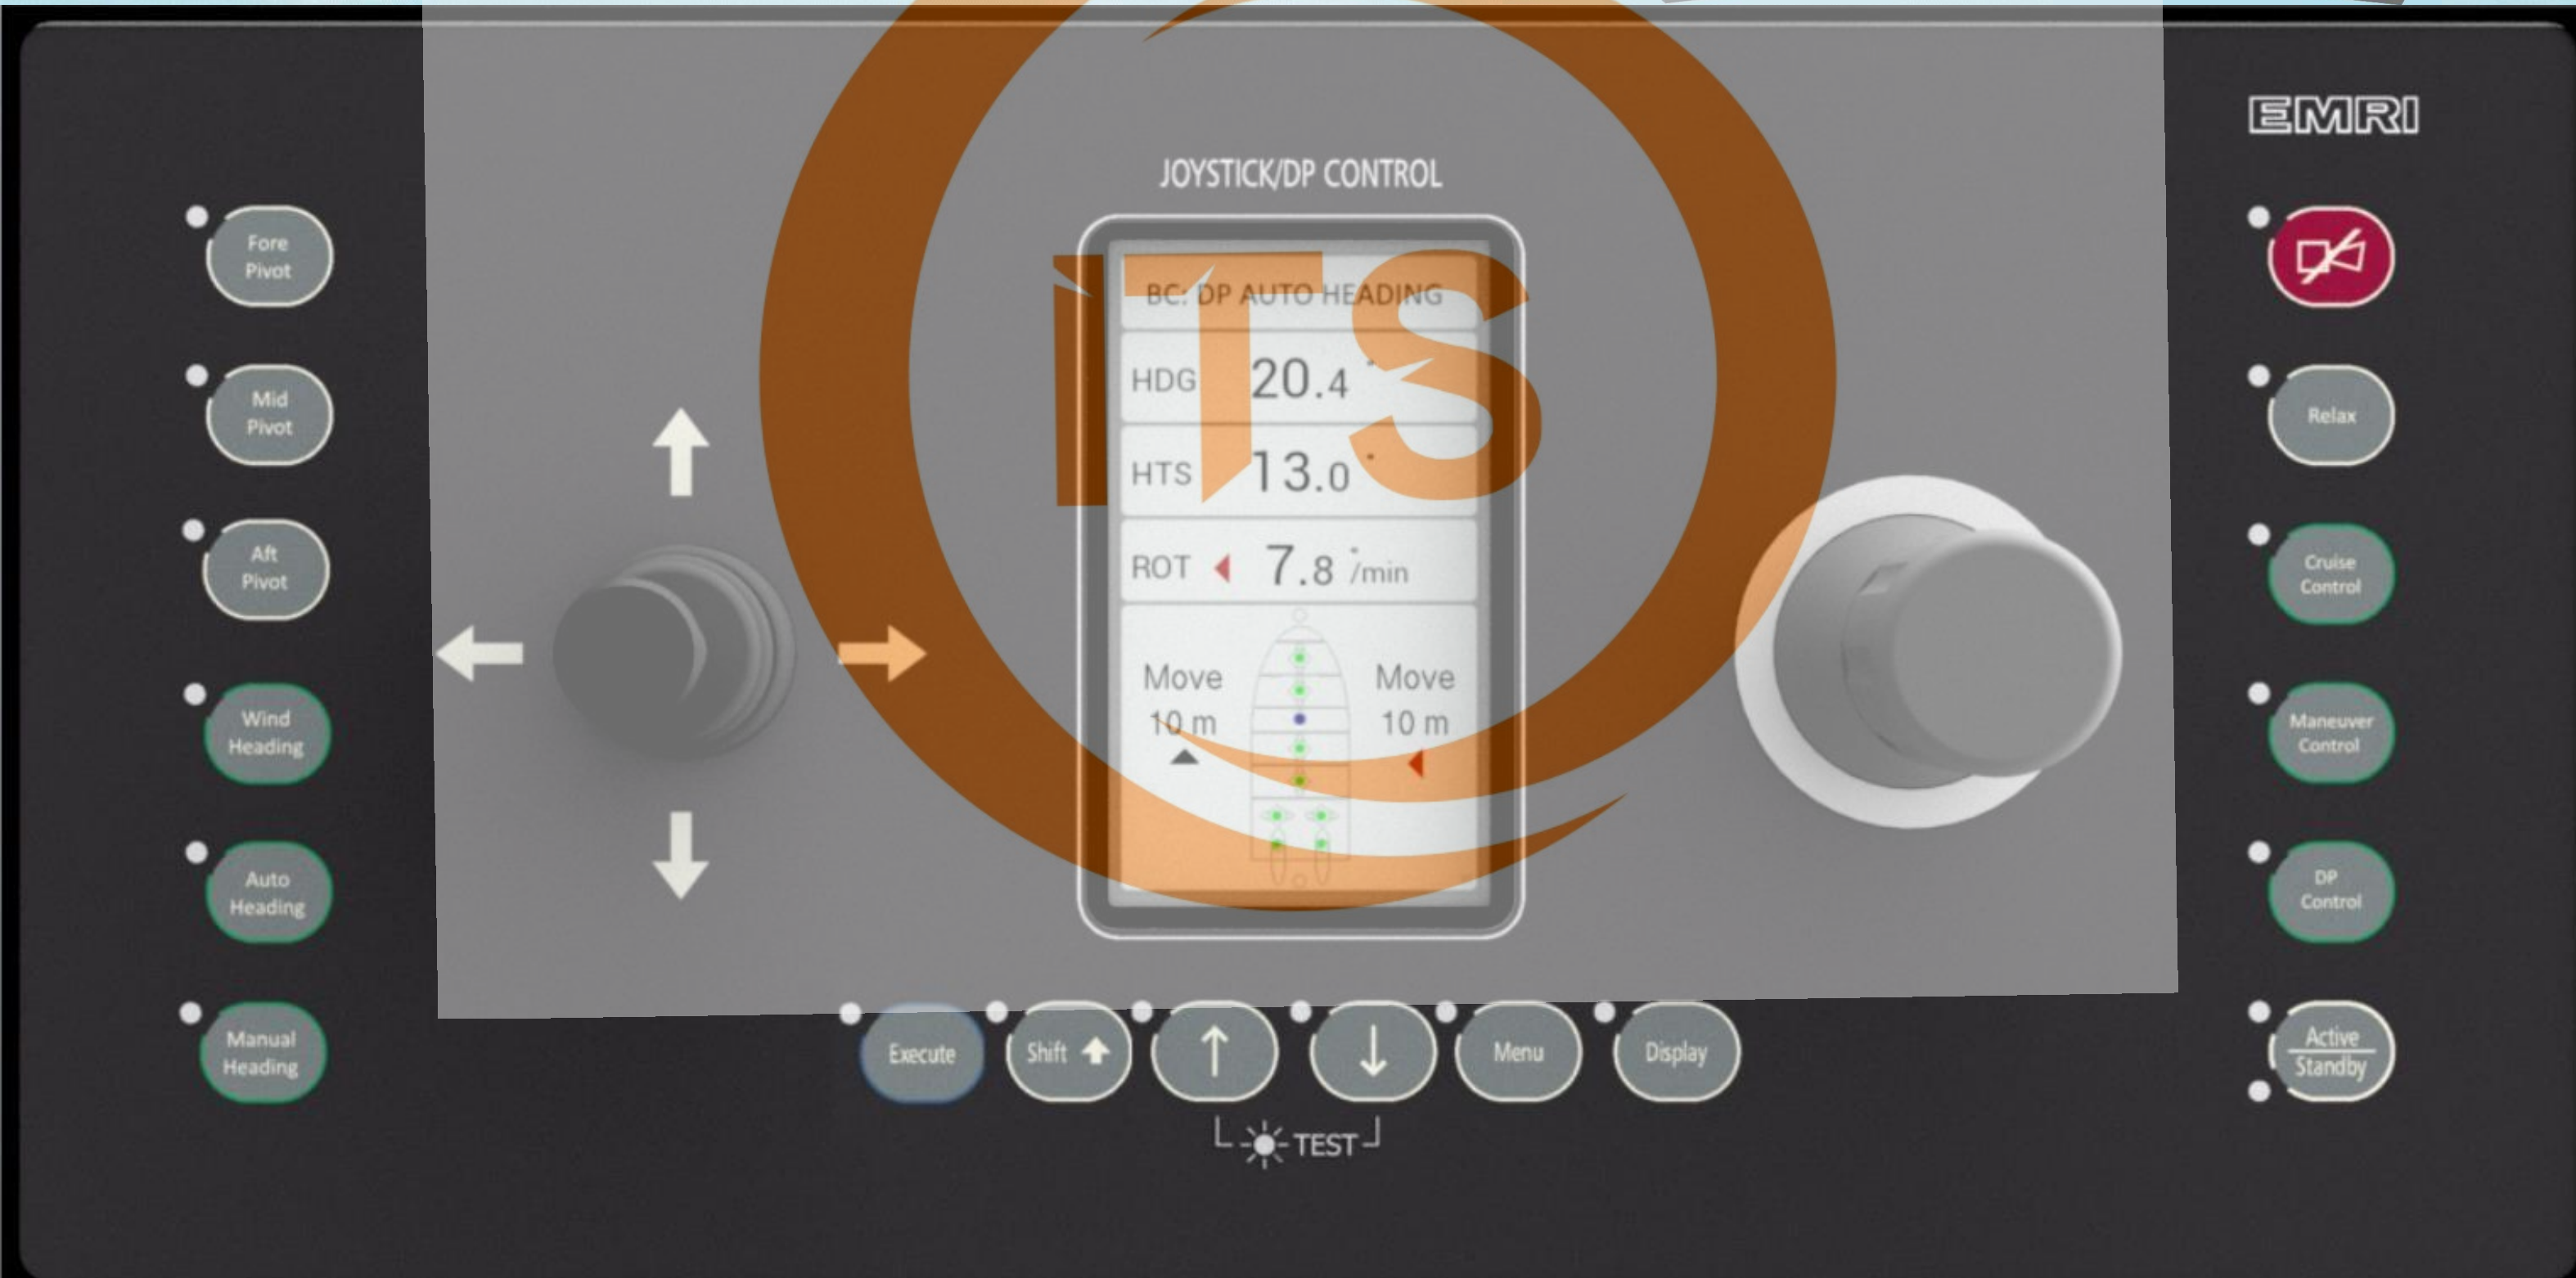 EMRI
JOYSTICK/DP CONTROL
Fore
Pivot
Mid
Pivot
Aft
Pivot
Wind
Heading
Auto
Heading
Manual
Heading
iTS
BC: DP AUTO HEADING
HDG 20.4 °
HTS 13.0 °
ROT 7.8 °/min
Move
10 m
Move
10 m
Relax
Cruise
Control
Maneuver
Control
DP
Control
Active
Standby
Execute
Shift
Menu
Display
TEST